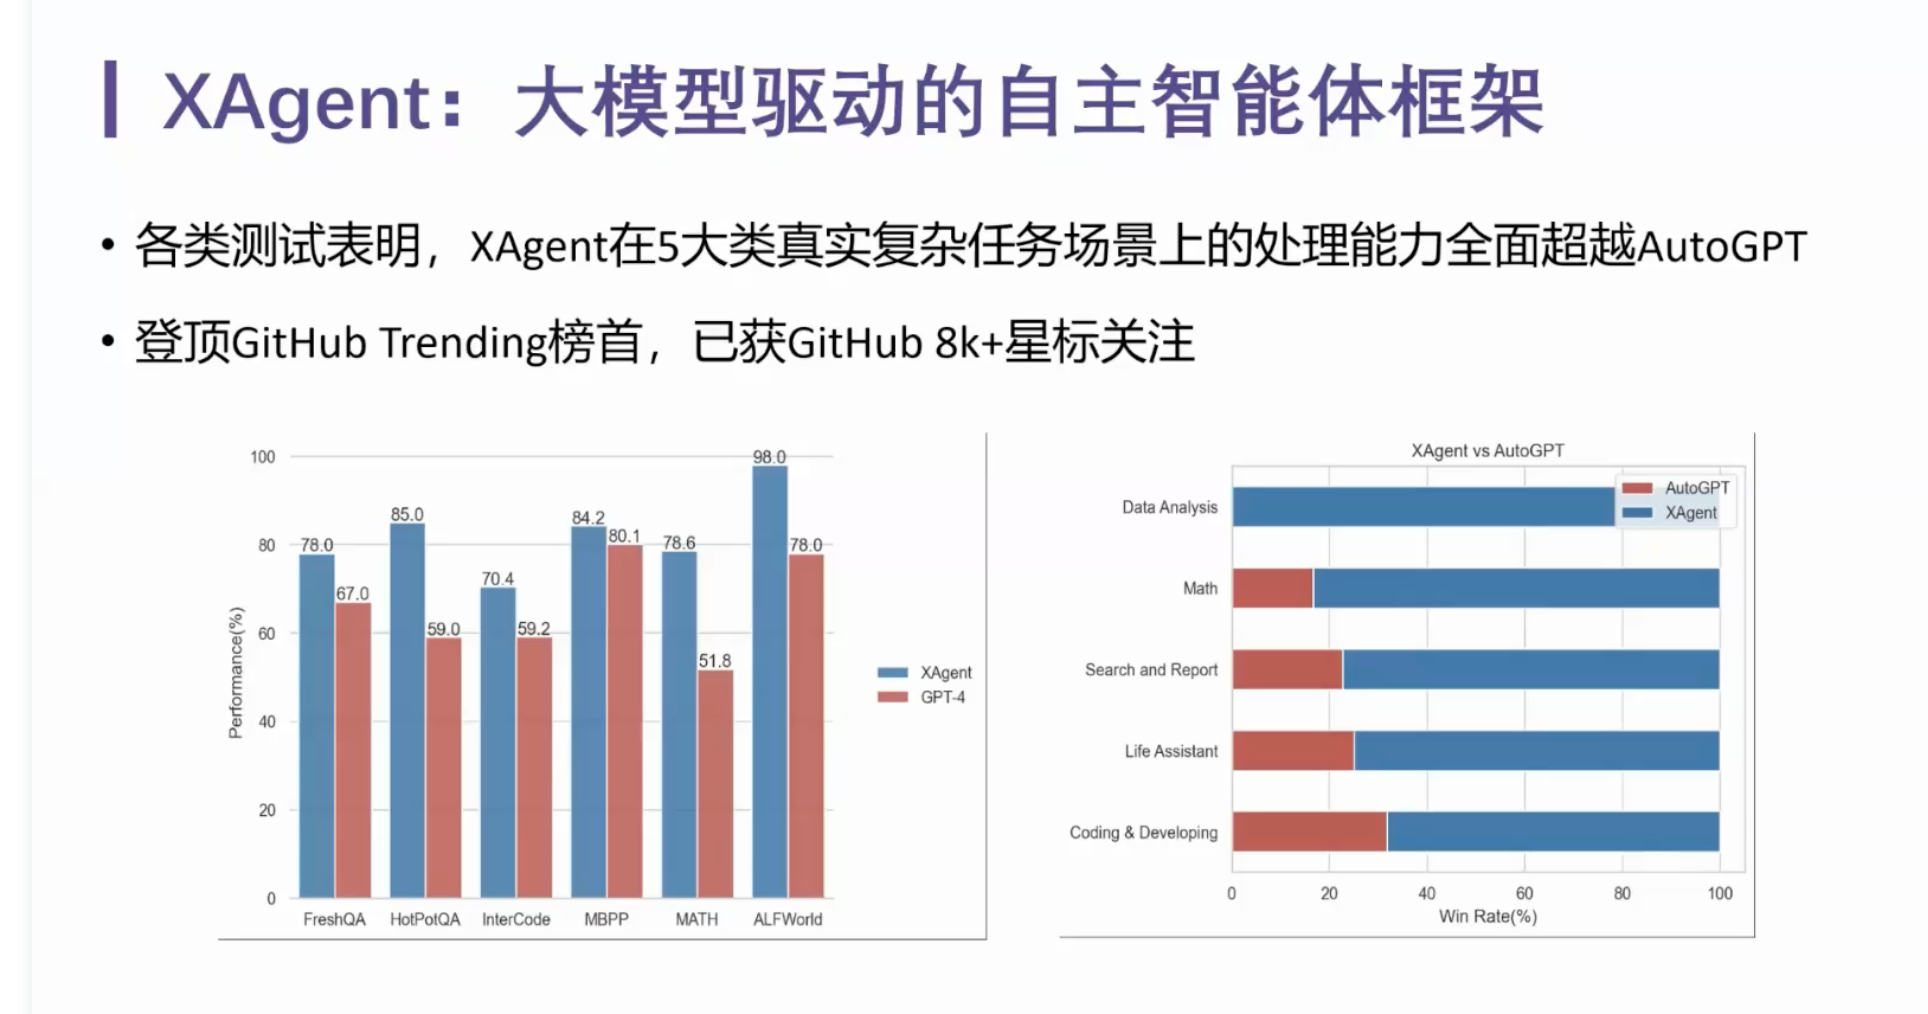 XAgent：大模型驱动的自主智能体框架
• 各类测试表明，XAgent在5大类真实复杂任务场景上的处理能力全面超越AutoGPT
• 登顶GitHub Trending榜首，已获GitHub 8k+星标关注
100
80
60
40
20
0
Performance(%)
78.0
67.0
85.0
59.0
70.4
59.2
84.2
80.1
78.6
51.8
98.0
78.0
FreshQA
HotPotQA
InterCode
MBPP
MATH
ALFWorld
XAgent
GPT-4
XAgent vs AutoGPT
AutoGPT
XAgent
Data Analysis
Math
Search and Report
Life Assistant
Coding & Developing
0
20
40
60
80
100
Win Rate(%)